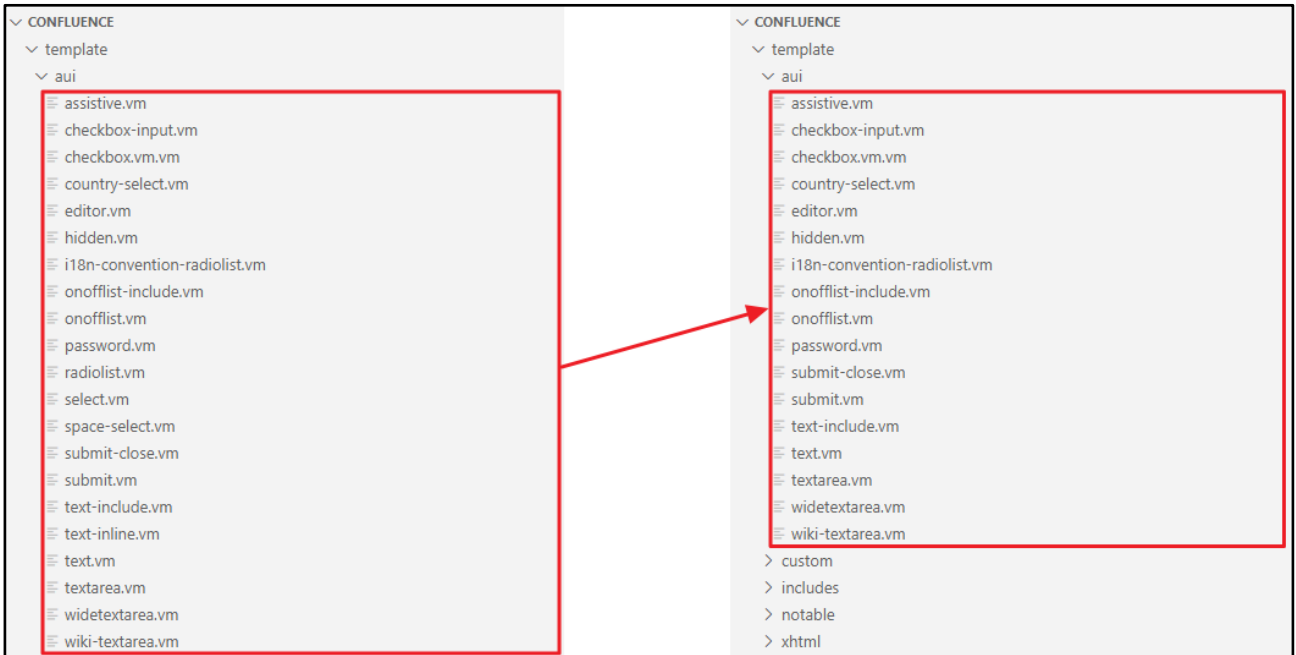 CONFLUENCE
template
aui
assistive.vm
checkbox-input.vm
checkbox.vm.vm
country-select.vm
editor.vm
hidden.vm
i18n-convention-radiolist.vm
onofflist-include.vm
onofflist.vm
password.vm
radiolist.vm
select.vm
space-select.vm
submit-close.vm
submit.vm
text-include.vm
text-inline.vm
text.vm
textarea.vm
widetextarea.vm
wiki-textarea.vm
CONFLUENCE
template
aui
assistive.vm
checkbox-input.vm
checkbox.vm.vm
country-select.vm
editor.vm
hidden.vm
i18n-convention-radiolist.vm
onofflist-include.vm
onofflist.vm
password.vm
submit-close.vm
submit.vm
text-include.vm
text.vm
textarea.vm
widetextarea.vm
wiki-textarea.vm
custom
includes
notable
xhtml